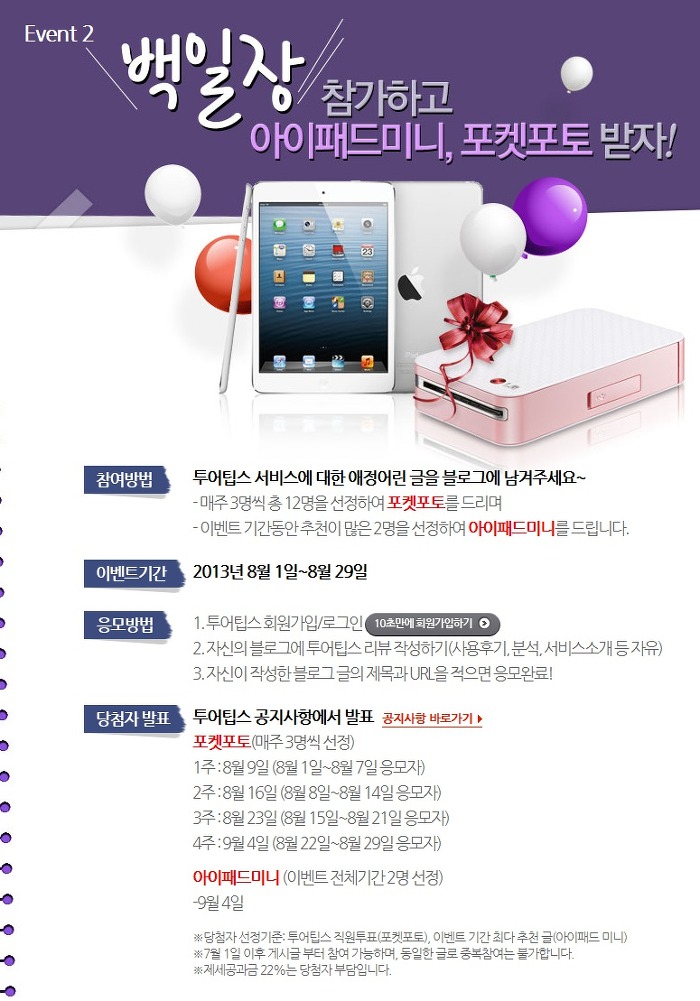 Event 2
백일장 참가하고
아이패드미니, 포켓포토 받자!
참여방법
투어팁스 서비스에 대한 애정어린 글을 블로그에 남겨주세요~
- 매주 3명씩 총 12명을 선정하여 포켓포토를 드리며
- 이벤트 기간동안 추천이 많은 2명을 선정하여 아이패드미니를 드립니다.
이벤트기간
2013년 8월 1일~8월 29일
응모방법
1. 투어팁스 회원가입/로그인 10초만에 회원가입하기
2. 자신의 블로그에 투어팁스 리뷰 작성하기(사용후기, 분석, 서비스소개 등 자유)
3. 자신이 작성한 블로그 글의 제목과 URL을 적으면 응모완료!
당첨자 발표
투어팁스 공지사항에서 발표 공지사항 바로가기
포켓포토(매주 3명씩 선정)
1주 : 8월 9일 (8월 1일~8월 7일 응모자)
2주 : 8월 16일 (8월 8일~8월 14일 응모자)
3주 : 8월 23일 (8월 15일~8월 21일 응모자)
4주 : 9월 4일 (8월 22일~8월 29일 응모자)
아이패드미니 (이벤트 전체기간 2명 선정)
-9월 4일
※당첨자 선정기준: 투어팁스 직원투표(포켓포토), 이벤트 기간 최다 추천 글(아이패드 미니)
※7월 1일 이후 게시글 부터 참여 가능하며, 동일한 글로 중복참여는 불가합니다.
※제세공과금 22%는 당첨자 부담입니다.